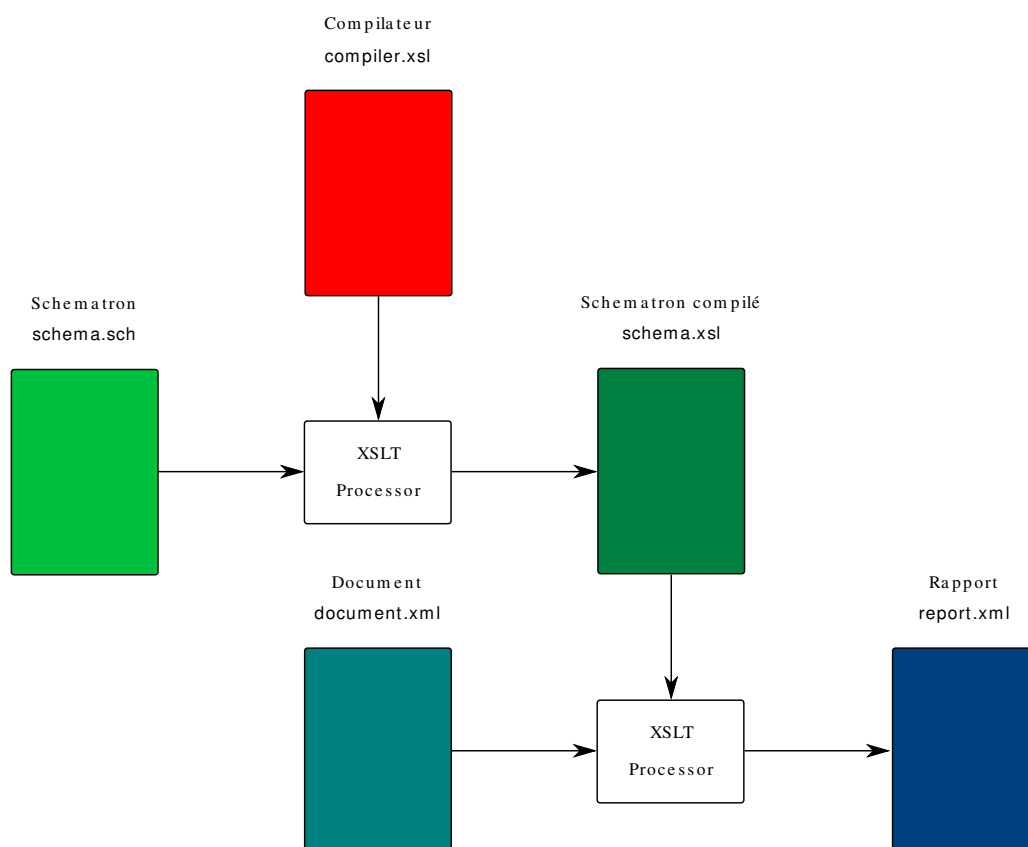 Compilateur
compiler.xsl
Schematron
schema.sch
Schematron compilé
schema.xsl
XSLT
Processor
Document
document.xml
Rapport
report.xml
XSLT
Processor